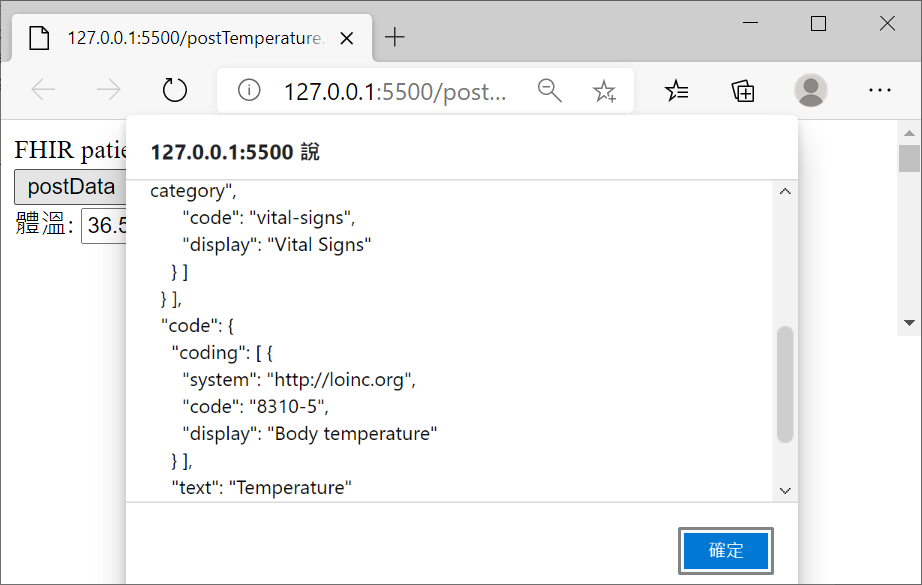 127.0.0.1:5500/postTemperature.
127.0.0.1:5500/post...
FHIR patie
postData
體溫: 36.5
127.0.0.1:5500 說
category",
"code": "vital-signs",
"display": "Vital Signs"
} ]
} ],
"code": {
"coding": [ {
"system": "http://loinc.org",
"code": "8310-5",
"display": "Body temperature"
} ],
"text": "Temperature"
確定